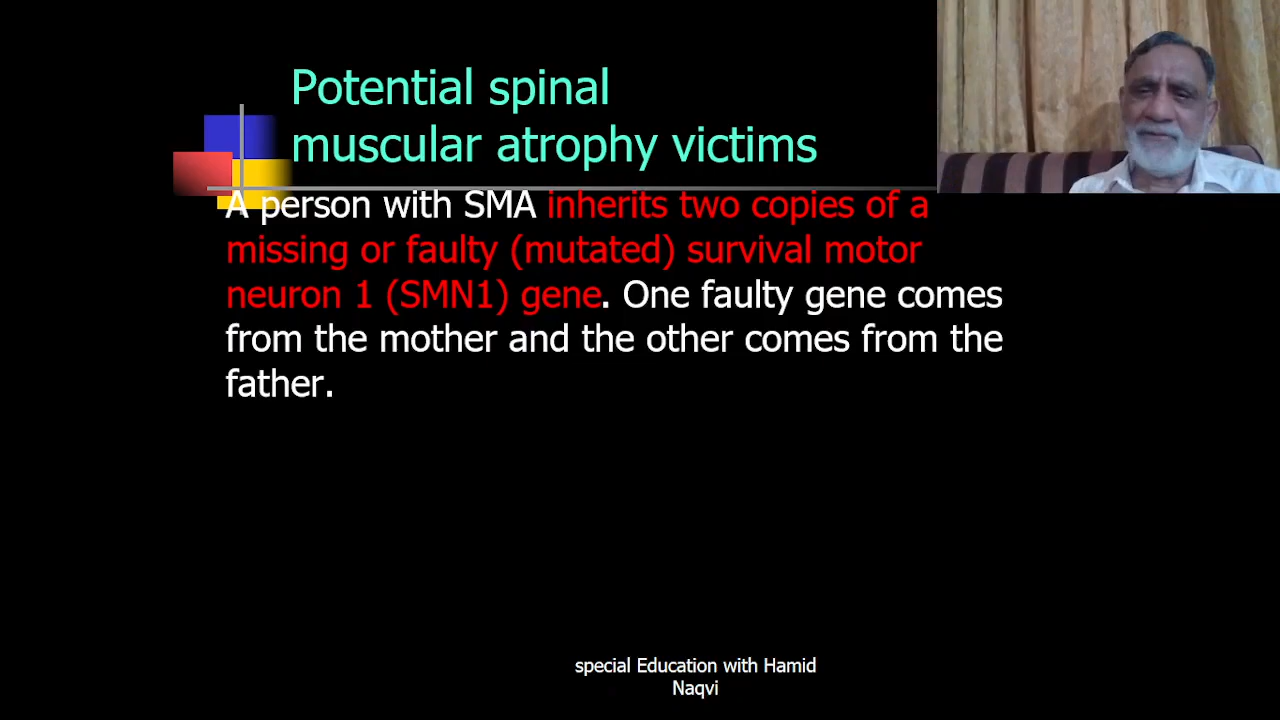 Potential spinal
muscular atrophy victims
A person with SMA inherits two copies of a
missing or faulty (mutated) survival motor
neuron 1 (SMN1) gene. One faulty gene comes
from the mother and the other comes from the
father.
special Education with Hamid
Naqvi